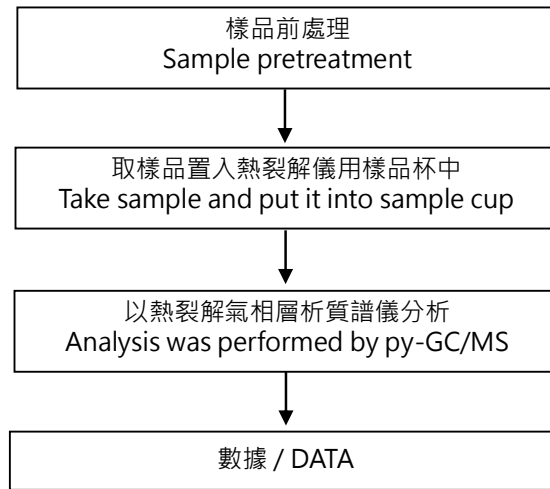 樣品前處理
Sample pretreatment
取樣品置入熱裂解儀用樣品杯中
Take sample and put it into sample cup
以熱裂解氣相層析質譜儀分析
Analysis was performed by py-GC/MS
數據 / DATA